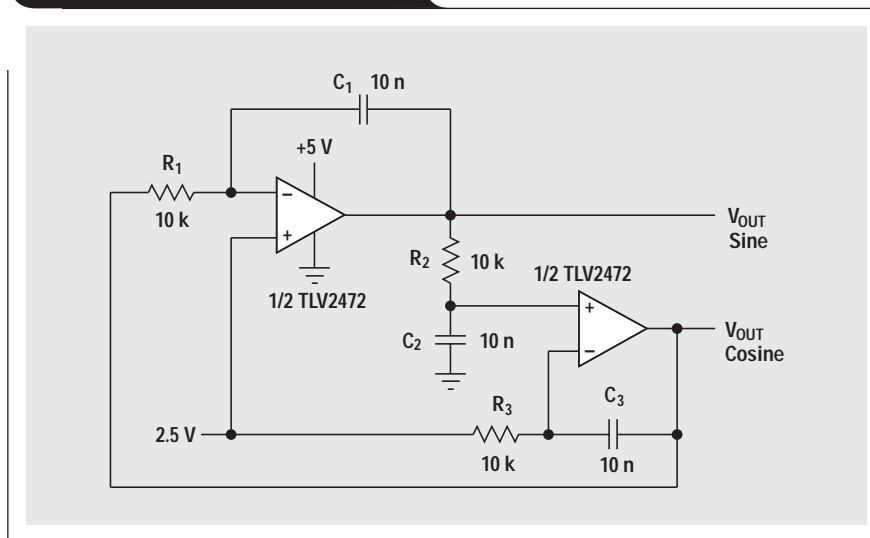 C1 10 n
+5 V
R1
–
10 k
+
VOUT
Sine
R2 10 k
1/2 TLV2472
1/2 TLV2472
+
C2 10 n
–
VOUT
Cosine
R3
C3
2.5 V
10 k
10 n